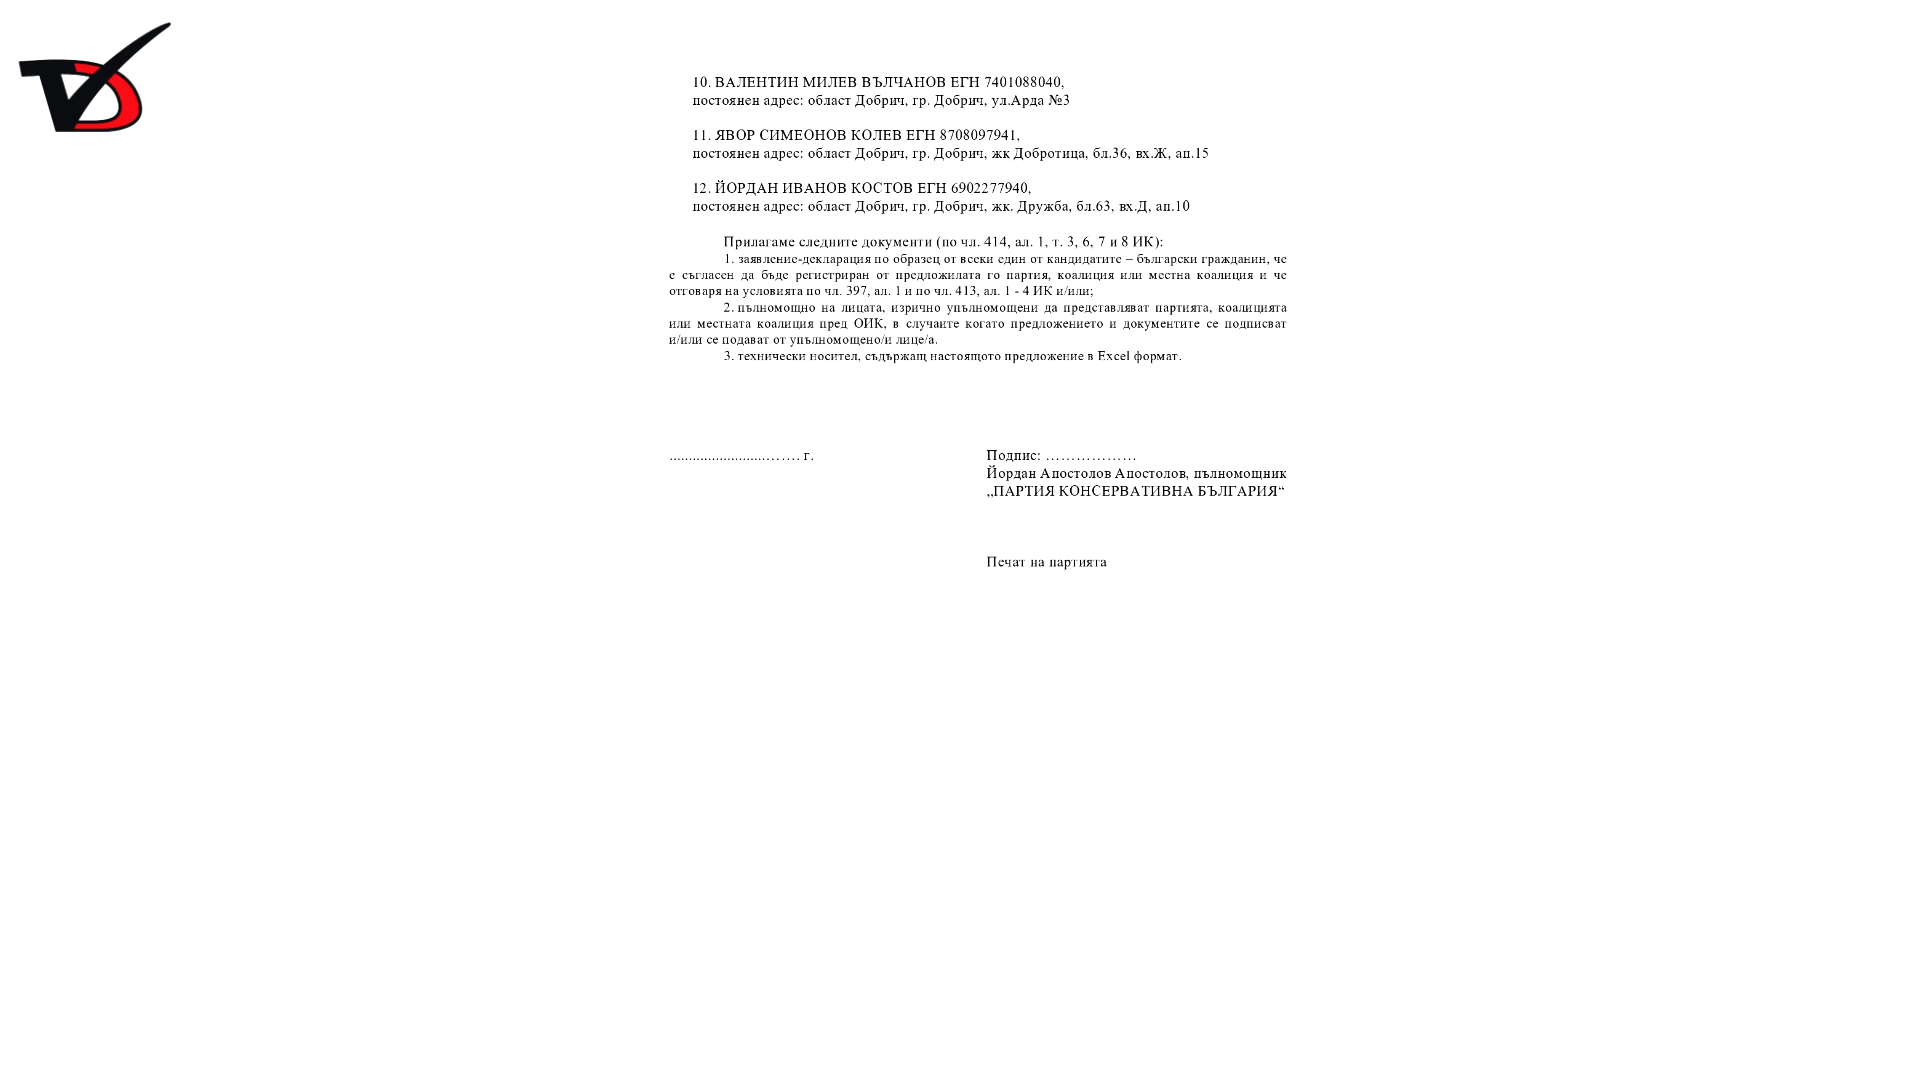 10. ВАЛЕНТИН МИЛЕВ ВЪЛЧАНОВ ЕГН 7401088040,
постоянен адрес: област Добрич, гр. Добрич, ул.Арда №3
11. ЯВОР СИМЕОНОВ КОЛЕВ ЕГН 8708097941,
постоянен адрес: област Добрич, гр. Добрич, жк Добротица, бл.36, вх.Ж, ап.15
12. ЙОРДАН ИВАНОВ КОСТОВ ЕГН 6902277940,
постоянен адрес: област Добрич, гр. Добрич, жк. Дружба, бл.63, вх.Д, ап.10
Прилагаме следните документи (по чл. 414, ал. 1, т. 3, 6, 7 и 8 ИК):
1. заявление-декларация по образец от всеки един от кандидатите – български гражданин, че
е съгласен да бъде регистриран от предложилата го партия, коалиция или местна коалиция и че
отговаря на условията по чл. 397, ал. 1 и по чл. 413, ал. 1 - 4 ИК и/или;
2. пълномощно на лицата, изрично упълномощени да представляват партията, коалицията
или местната коалиция пред ОИК, в случаите когато предложението и документите се подписват
и/или се подават от упълномощено/и лице/а.
3. технически носител, съдържащ настоящото предложение в Excel формат.
.........................……. г.
Подпис: ………………
Йордан Апостолов Апостолов, пълномощник
„ПАРТИЯ КОНСЕРВАТИВНА БЪЛГАРИЯ“
Печат на партията